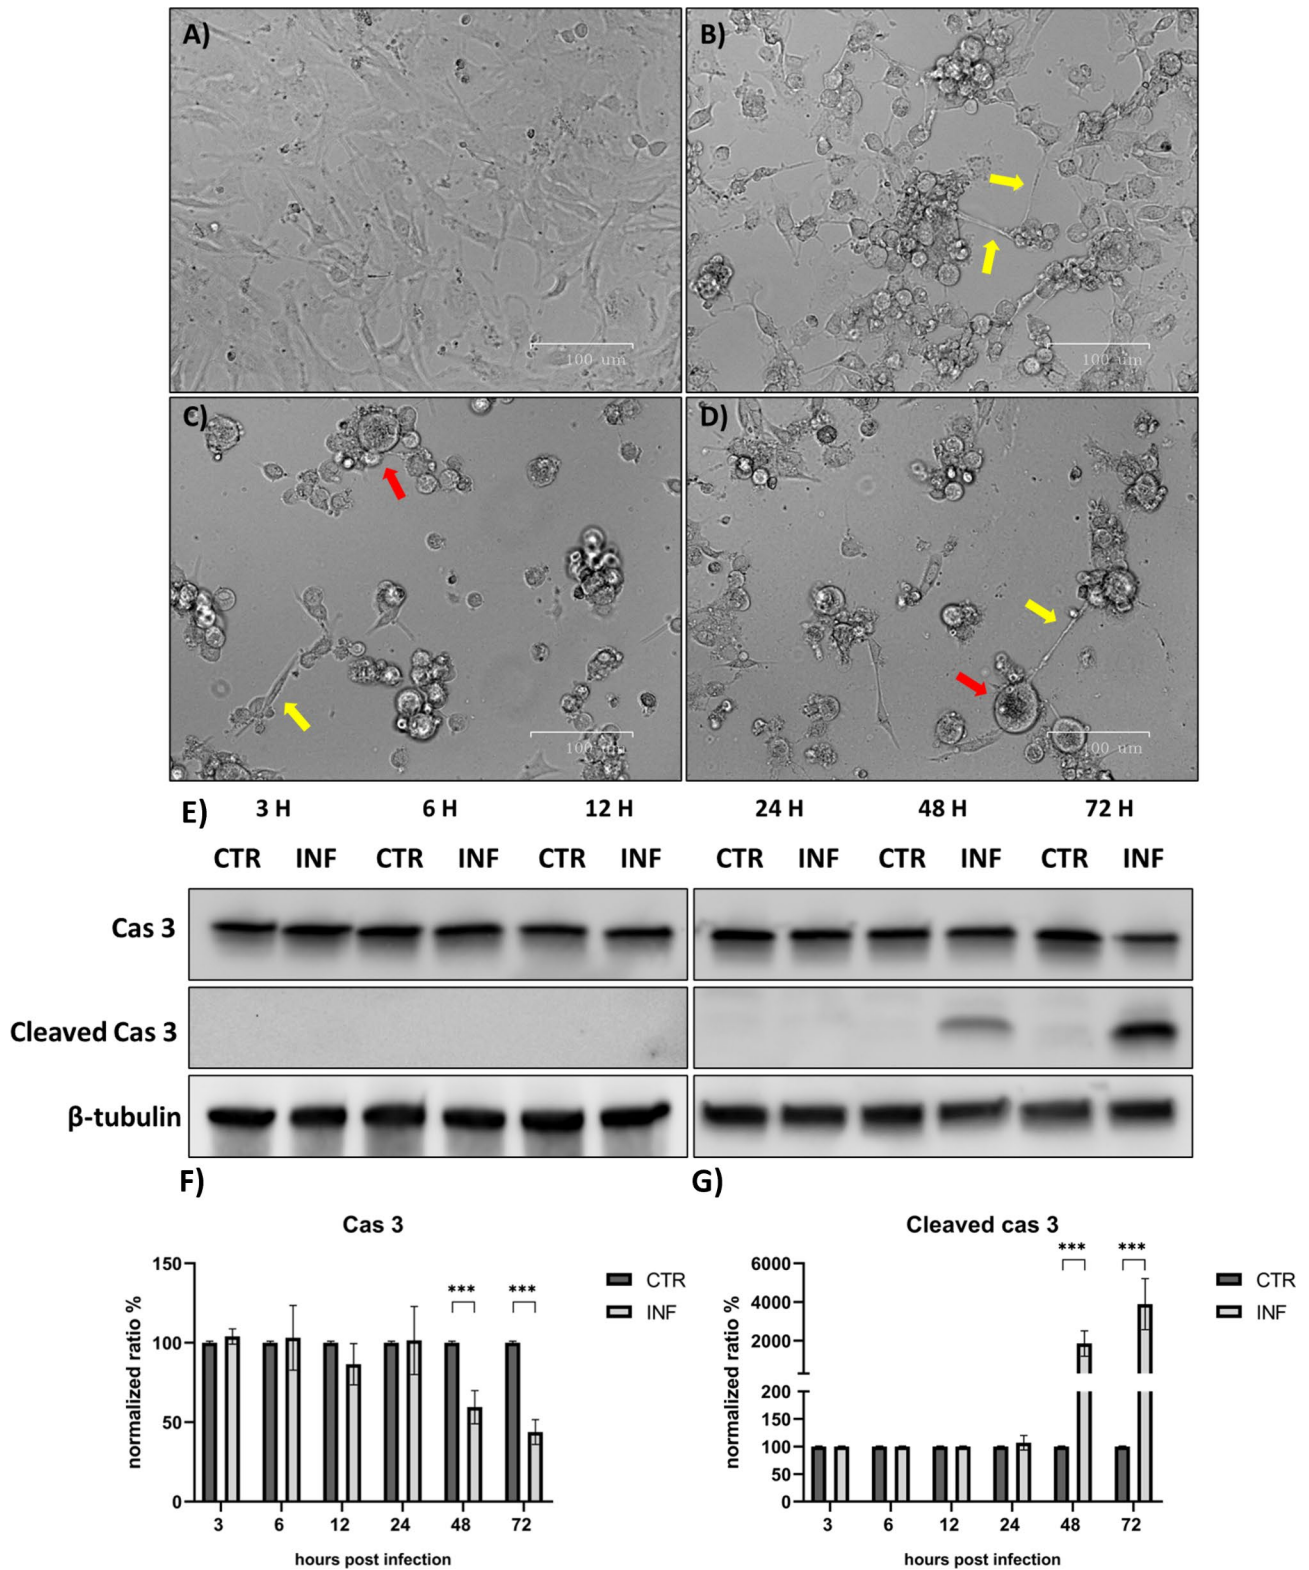 A)
B)
100 um
100 um
C)
D)
100 um
100 um
E)
3 H 6 H 12 H 24 H 48 H 72 H
CTR INF CTR INF CTR INF CTR INF CTR INF CTR INF
Cas 3
Cleaved Cas 3
β-tubulin
F)
G)
Cas 3
normalized ratio %
150
100
50
0
*** ***
CTR
INF
3 6 12 24 48 72
hours post infection
Cleaved cas 3
normalized ratio %
6000
4000
2000
200
150
100
50
0
*** ***
CTR
INF
3 6 12 24 48 72
hours post infection